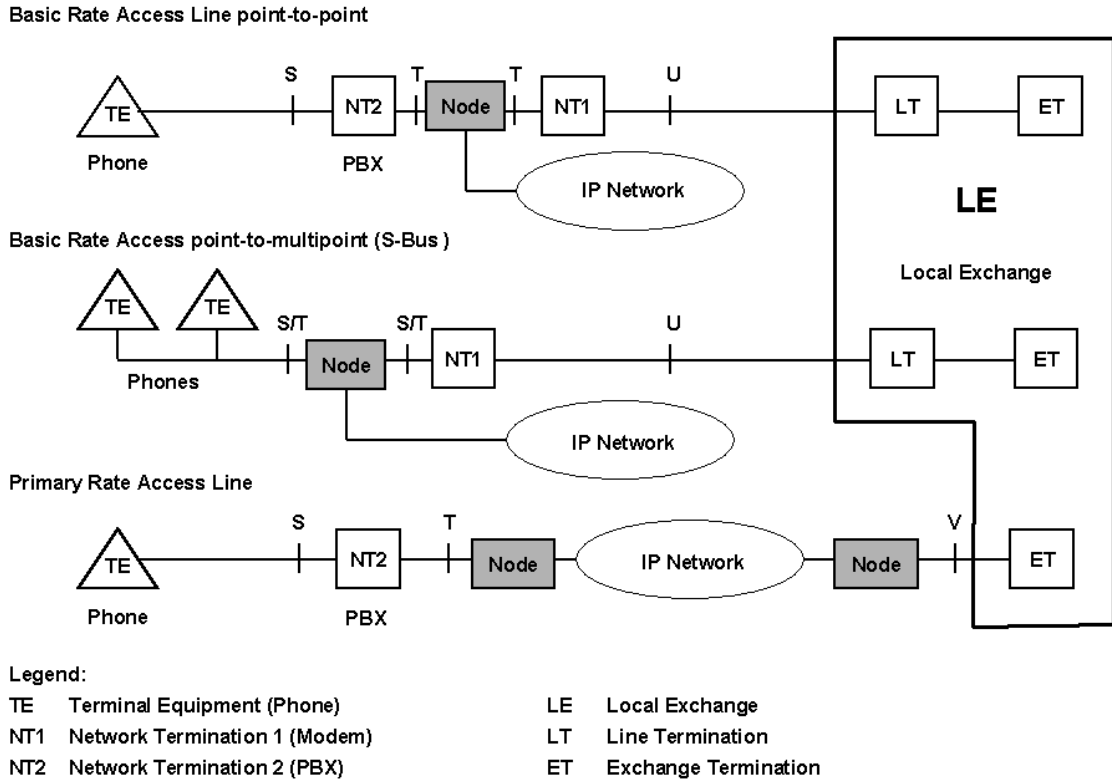 Basic Rate Access Line point-to-point
S T T U
TE NT2 Node NT1 LT ET
Phone PBX
IP Network
LE
Basic Rate Access point-to-multipoint (S-Bus )
Local Exchange
TE TE
S/T S/T U
Node NT1 LT ET
Phones
IP Network
Primary Rate Access Line
S T V
TE NT2 Node IP Network Node ET
Phone PBX
Legend:
TE Terminal Equipment (Phone) LE Local Exchange
NT1 Network Termination 1 (Modem) LT Line Termination
NT2 Network Termination 2 (PBX) ET Exchange Termination